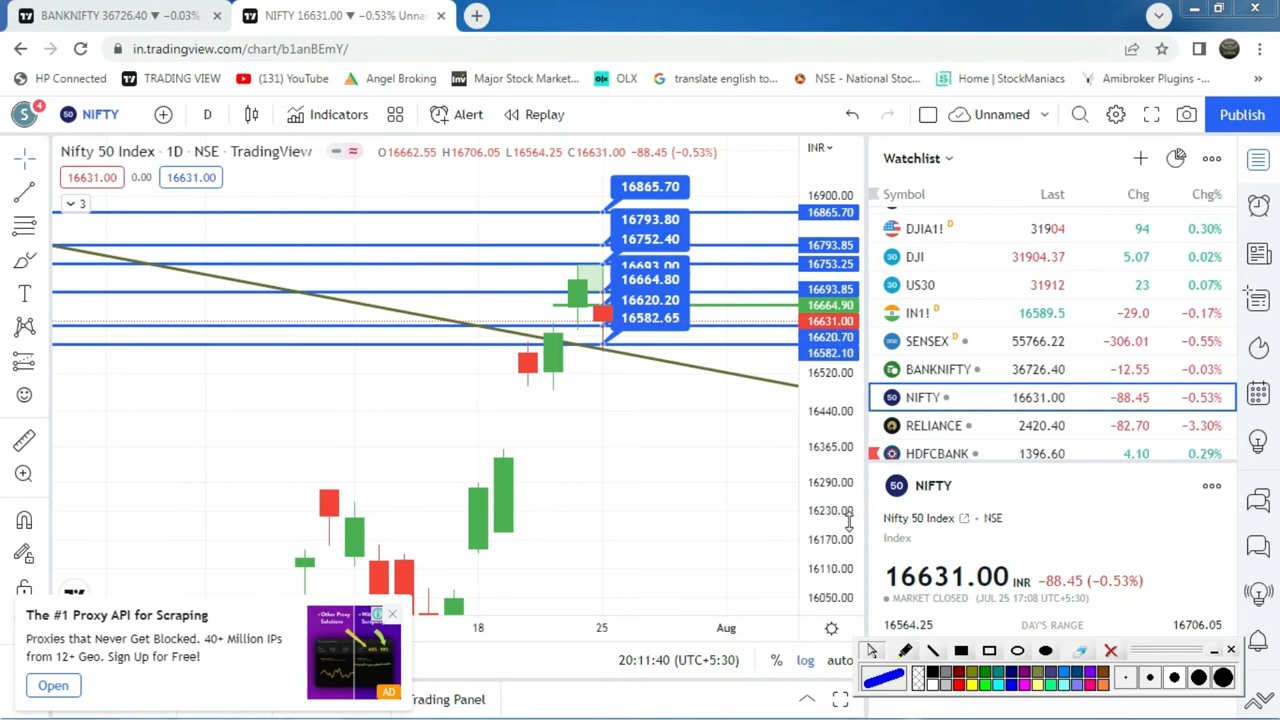 BANKNIFTY 36726.40 ▼ −0.03%
NIFTY 16631.00 ▼ −0.53% Unna
in.tradingview.com/chart/b1anBEmY/
HP Connected
TRADING VIEW
(131) YouTube
Angel Broking
Major Stock Market...
OLX
translate english to...
NSE - National Stoc...
Home | StockManiacs
Amibroker Plugins -...
»
S
4
50
NIFTY
D
Indicators
Alert
Replay
Unnamed
Publish
Nifty 50 Index · 1D · NSE · TradingView
O16662.55 H16706.05 L16564.25 C16631.00 −88.45 (−0.53%)
INR
16631.00
0.00
16631.00
3
16865.70
16793.80
16752.40
16693.00
16664.80
16620.20
16582.65
16900.00
16865.70
16793.85
16753.25
16693.85
16664.90
16631.00
16620.70
16582.10
16520.00
16440.00
16365.00
16290.00
16230.00
16170.00
16110.00
16050.00
18
25
Aug
20:11:40 (UTC+5:30)
%
log
auto
rading Panel
The #1 Proxy API for Scraping
Proxies that Never Get Blocked. 40+ Million IPs
from 12+ Geo. Sign Up for Free!
Open
AD
Watchlist
Symbol Last Chg Chg%
DJIA1! D 31904 94 0.30%
30 DJI 31904.37 5.07 0.02%
30 US30 31912 23 0.07%
IN1! D 16589.5 −29.0 −0.17%
SENSEX D 55766.22 −306.01 −0.55%
BANKNIFTY 36726.40 −12.55 −0.03%
50 NIFTY 16631.00 −88.45 −0.53%
RELIANCE 2420.40 −82.70 −3.30%
HDFCBANK 1396.60 4.10 0.29%
50 NIFTY
Nifty 50 Index · NSE
Index
16631.00 INR −88.45 (−0.53%)
MARKET CLOSED (JUL 25 17:08 UTC+5:30)
16564.25 DAY'S RANGE 16706.05